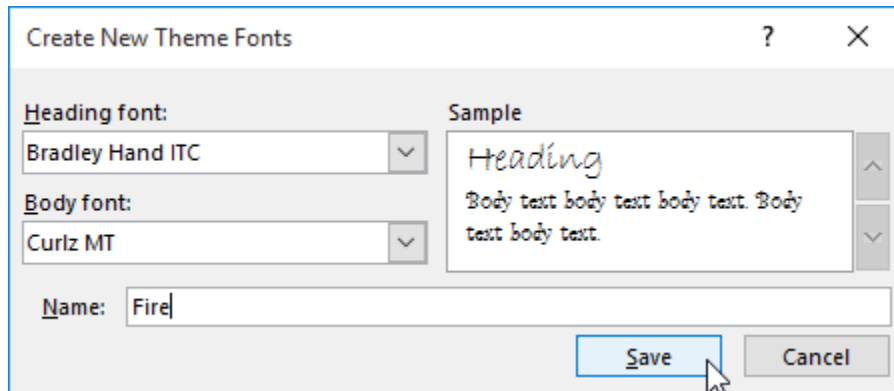 Create New Theme Fonts ?
Heading font:
Bradley Hand ITC
Body font:
Curlz MT
Sample
Heading
Body text body text body text. Body
text body text.
Name: Fire
Save Cancel